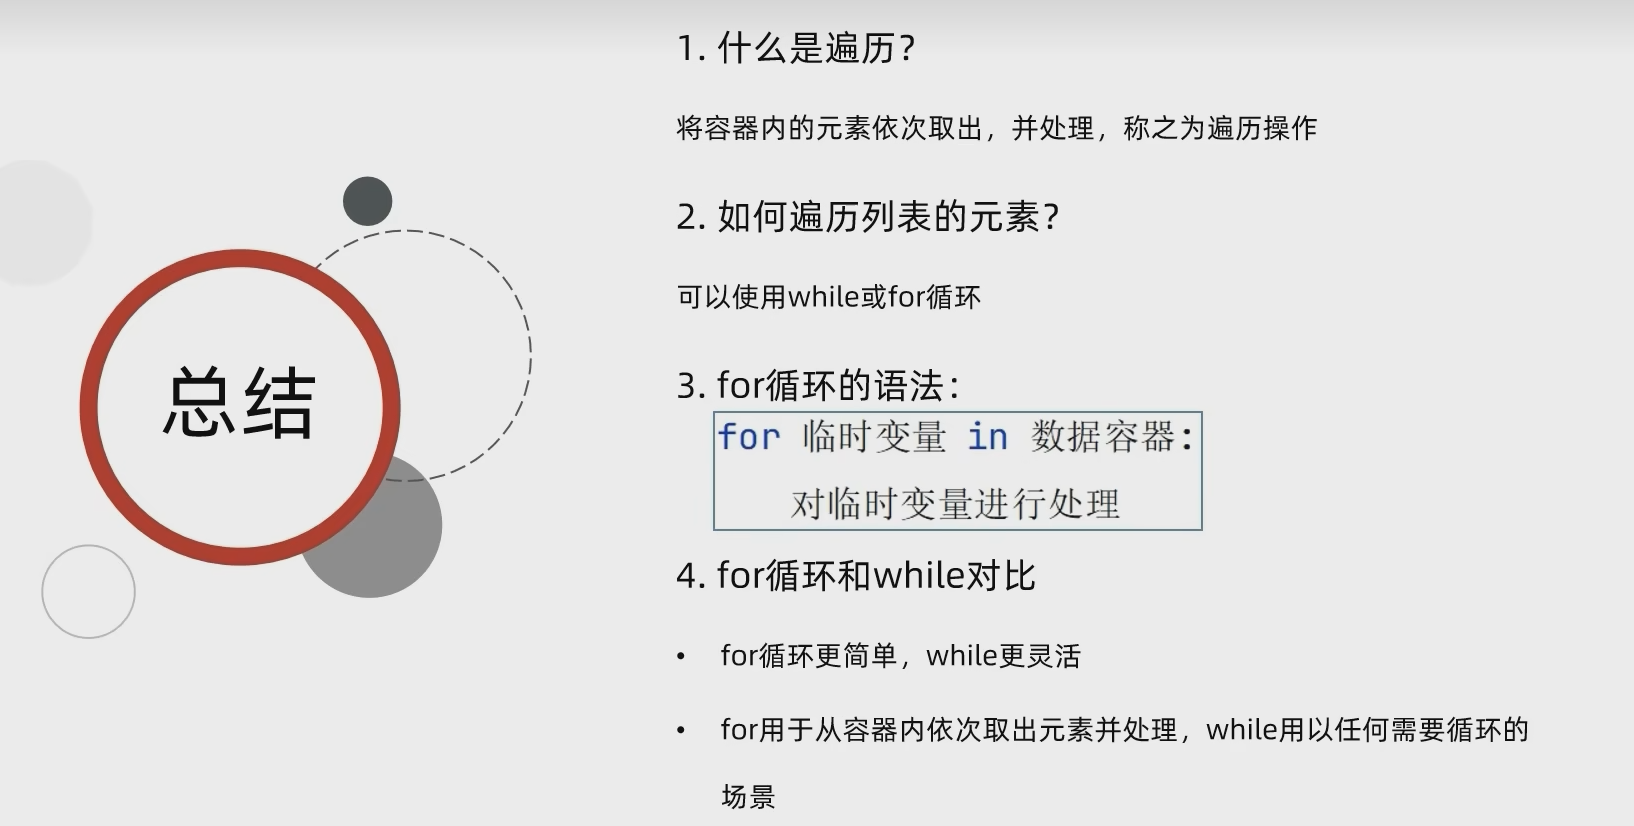 总结
1. 什么是遍历？
将容器内的元素依次取出，并处理，称之为遍历操作
2. 如何遍历列表的元素？
可以使用while或for循环
3. for循环的语法：
for 临时变量 in 数据容器:
对临时变量进行处理
4. for循环和while对比
• for循环更简单，while更灵活
• for用于从容器内依次取出元素并处理，while用以任何需要循环的
场景